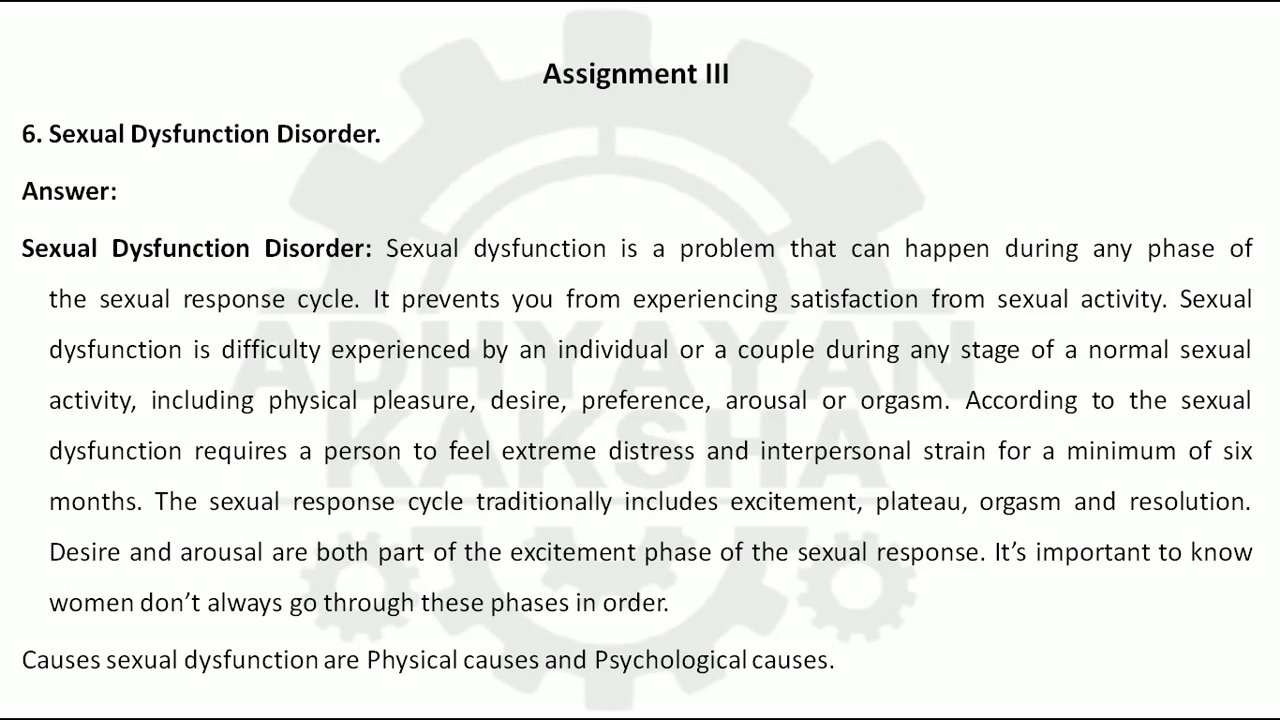 Assignment III
6. Sexual Dysfunction Disorder.
Answer:
Sexual Dysfunction Disorder: Sexual dysfunction is a problem that can happen during any phase of
the sexual response cycle. It prevents you from experiencing satisfaction from sexual activity. Sexual
dysfunction is difficulty experienced by an individual or a couple during any stage of a normal sexual
activity, including physical pleasure, desire, preference, arousal or orgasm. According to the sexual
dysfunction requires a person to feel extreme distress and interpersonal strain for a minimum of six
months. The sexual response cycle traditionally includes excitement, plateau, orgasm and resolution.
Desire and arousal are both part of the excitement phase of the sexual response. It’s important to know
women don’t always go through these phases in order.
Causes sexual dysfunction are Physical causes and Psychological causes.
ADHYAYAN
KAKSHA